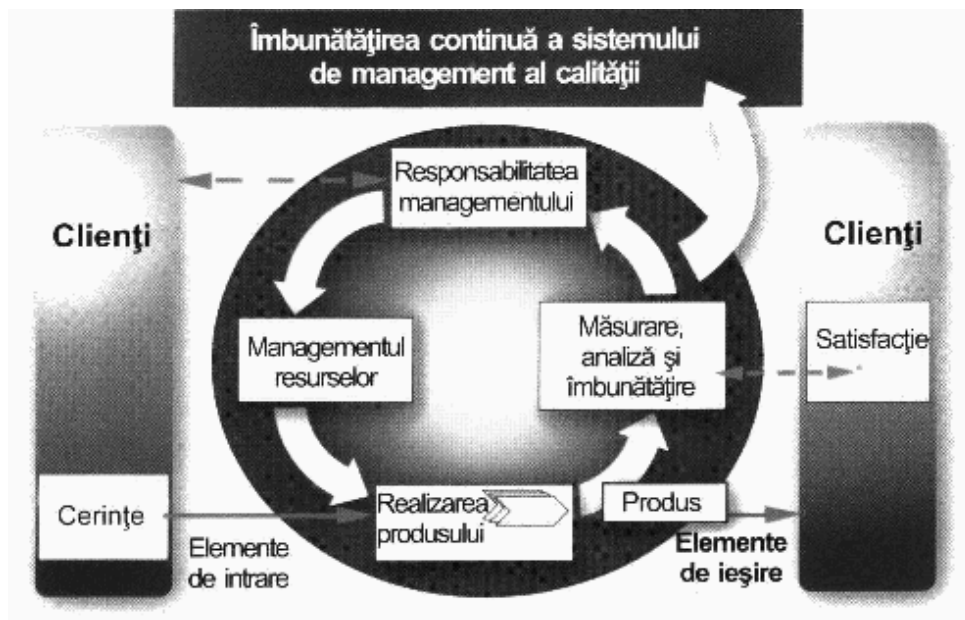 Îmbunătăţirea continuă a sistemului
de management al calităţii
Clienţi
Responsabilitatea
managementului
Clienţi
Managementul
resurselor
Măsurare,
analiză şi
îmbunătăţire
Satisfacţie
Cerinţe
Elemente
de intrare
Realizarea
produsului
Produs
Elemente
de ieşire